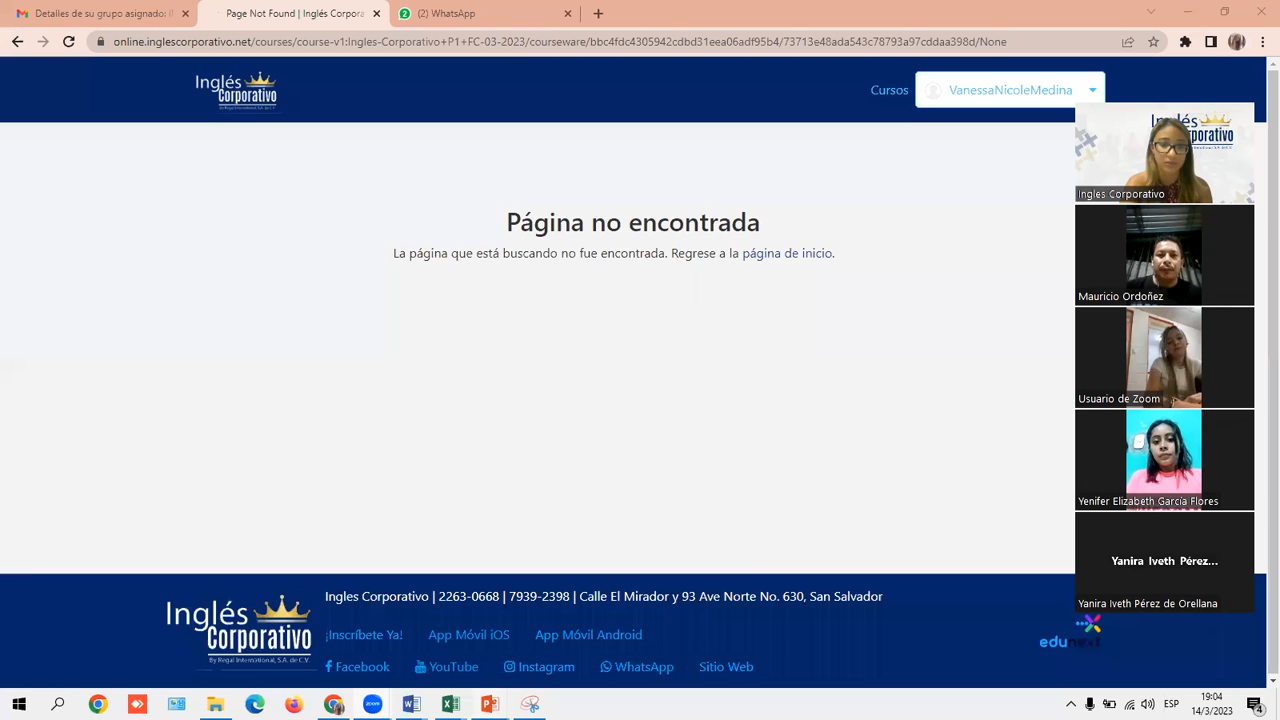 Detalles de su grupo asignados
Page Not Found | Ingles Corpora
(2) WhatsApp
online.inglescorporativo.net/courses/course-v1:Ingles-Corporativo+P1+FC-03-2023/courseware/bbc4fdc4305942cdbd31eea06adf95b4/73713e48ada543c78793a97cddaa398d/None
Inglés
Corporativo
Cursos
VanessaNicoleMedina
Inglés
porativo
Ingles Corporativo
Mauricio Ordoñez
Usuario de Zoom
Yenifer Elizabeth García Flores
Yanira Iveth Pérez...
Yanira Iveth Pérez de Orellana
Página no encontrada
La página que está buscando no fue encontrada. Regrese a la página de inicio.
Inglés
Corporativo
By Regal International, S.A. de C.V.
Ingles Corporativo | 2263-0668 | 7939-2398 | Calle El Mirador y 93 Ave Norte No. 630, San Salvador
¡Inscríbete Ya!
App Móvil iOS
App Móvil Android
Facebook
YouTube
Instagram
WhatsApp
Sitio Web
edunext
ESP
19:04
14/3/2023
4